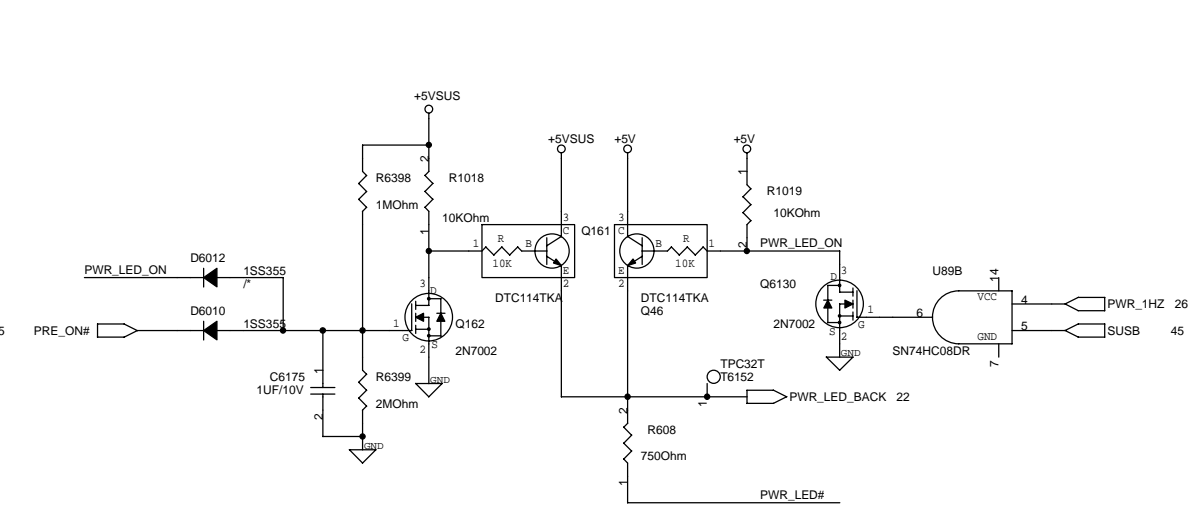 +5VSUS
+5VSUS
+5V
+5V
2
R6398
1MOhm
R1018
10KOhm
1
1
R
10K
B
3
C
E
2
DTC114TKA
Q161
3
C
E
2
B
R
10K
1
DTC114TKA
Q46
1
R1019
10KOhm
2
PWR_LED_ON
PWR_LED_ON
D6012
1SS355
/*
D6010
1SS355
5
PRE_ON#
3
D
1
G
S
2
Q162
2N7002
GND
Q6130
2N7002
3
D
1
G
S
2
GND
U89B
14
VCC
4
PWR_1HZ 26
6
5
SUSB 45
GND
7
SN74HC08DR
1
C6175
1UF/10V
2
R6399
2MOhm
GND
TPC32T
T6152
1
PWR_LED_BACK 22
2
R608
750Ohm
1
PWR_LED#